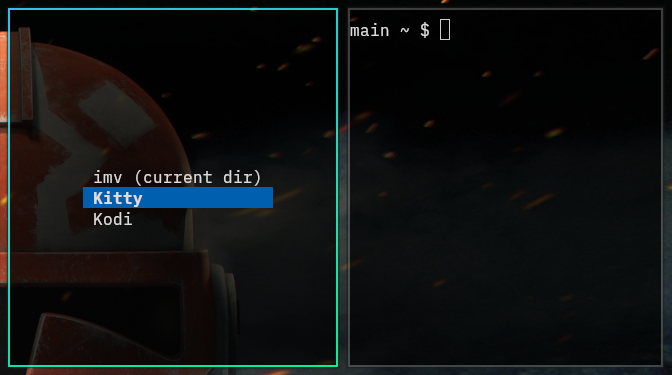 imv (current dir)
Kitty
Kodi
main ~ $